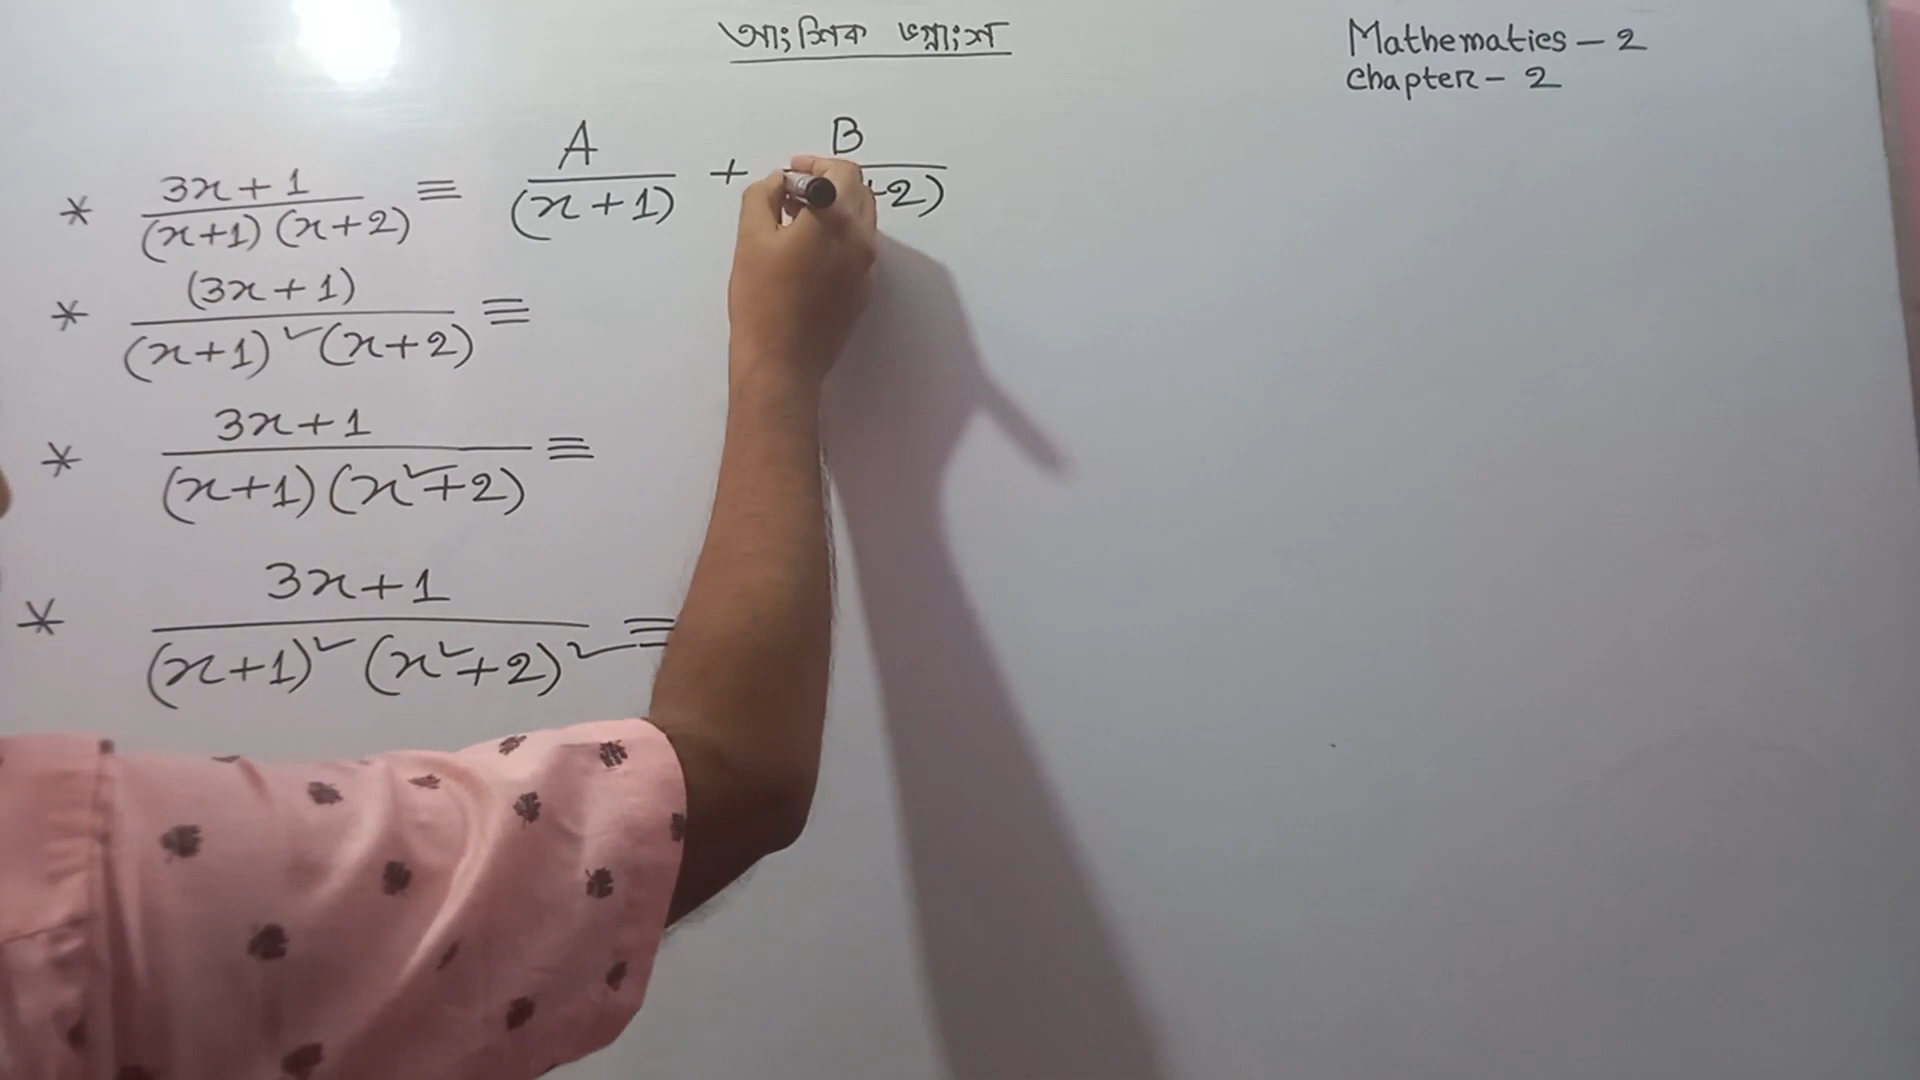 আংশিক ভগ্নাংশ
Mathematics - 2
Chapter - 2
* (3x+1)/((x+1)(x+2)) ≡ A/(x+1) + B/( +2)
* (3x+1)/((x+1)²(x+2)) ≡
* (3x+1)/((x+1)(x²+2)) ≡
* (3x+1)/((x+1)²(x²+2)²) ≡